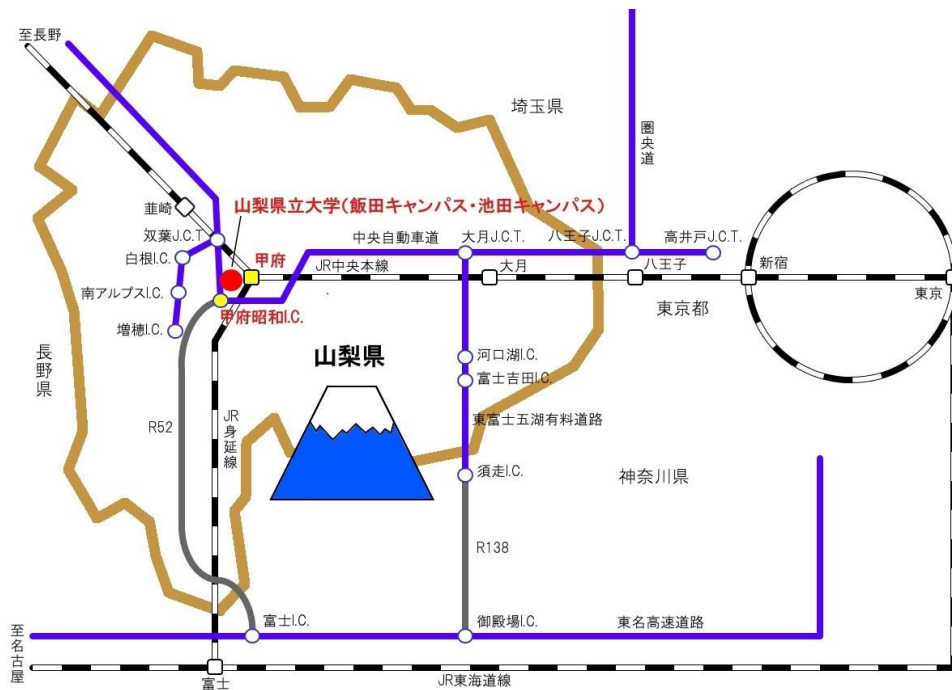 至長野
埼玉県
圏央道
韮崎
山梨県立大学(飯田キャンパス・池田キャンパス)
双葉J.C.T
中央自動車道
大月J.C.T.
八王子J.C.T.
高井戸J.C.T.
白根I.C.
甲府
JR中央本線
大月
八王子
新宿
東京
南アルプスI.C.
甲府昭和I.C.
東京都
増穂I.C.
長野県
山梨県
河口湖I.C.
富士吉田I.C.
R52
JR身延線
東富士五湖有料道路
須走I.C.
神奈川県
R138
富士I.C.
御殿場I.C.
東名高速道路
至名古屋
富士
JR東海道線